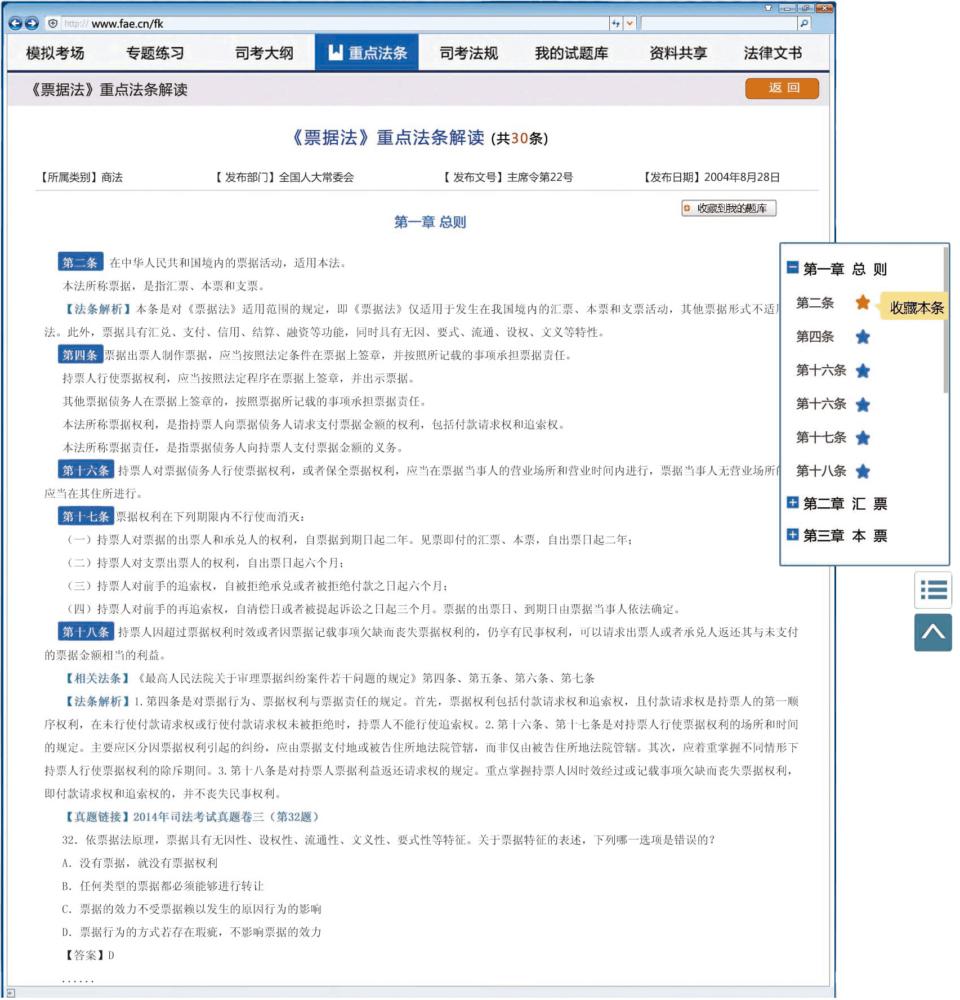 http:// www.fae.cn/fk
模拟考场 专题练习 司考大纲 重点法条 司考法规 我的试题库 资料共享 法律文书
《票据法》重点法条解读 返 回
《票据法》重点法条解读 (共30条)
【所属类别】商法 【 发布部门】全国人大常委会 【 发布文号】主席令第22号 【发布日期】2004年8月28日
收藏到我的题库
第一章 总则
第二条 在中华人民共和国境内的票据活动，适用本法。
本法所称票据，是指汇票、本票和支票。
【法条解析】本条是对《票据法》适用范围的规定，即《票据法》仅适用于发生在我国境内的汇票、本票和支票活动，其他票据形式不适
法。此外，票据具有汇兑、支付、信用、结算、融资等功能，同时具有无因、要式、流通、设权、文义等特性。
第四条 票据出票人制作票据，应当按照法定条件在票据上签章，并按照所记载的事项承担票据责任。
持票人行使票据权利，应当按照法定程序在票据上签章，并出示票据。
其他票据债务人在票据上签章的，按照票据所记载的事项承担票据责任。
本法所称票据权利，是指持票人向票据债务人请求支付票据金额的权利，包括付款请求权和追索权。
本法所称票据责任，是指票据债务人向持票人支付票据金额的义务。
第十六条 持票人对票据债务人行使票据权利，或者保全票据权利，应当在票据当事人的营业场所和营业时间内进行，票据当事人无营业场所
应当在其住所进行。
第十七条 票据权利在下列期限内不行使而消灭：
（一）持票人对票据的出票人和承兑人的权利，自票据到期日起二年。见票即付的汇票、本票，自出票日起二年；
（二）持票人对支票出票人的权利，自出票日起六个月；
（三）持票人对前手的追索权，自被拒绝承兑或者被拒绝付款之日起六个月；
（四）持票人对前手的再追索权，自清偿日或者被提起诉讼之日起三个月。票据的出票日、到期日由票据当事人依法确定。
第十八条 持票人因超过票据权利时效或者因票据记载事项欠缺而丧失票据权利的，仍享有民事权利，可以请求出票人或者承兑人返还其与未支付
的票据金额相当的利益。
【相关法条】《最高人民法院关于审理票据纠纷案件若干问题的规定》第四条、第五条、第六条、第七条
【法条解析】1.第四条是对票据行为、票据权利与票据责任的规定。首先，票据权利包括付款请求权和追索权，且付款请求权是持票人的第一顺
序权利，在未行使付款请求权或行使付款请求权未被拒绝时，持票人不能行使追索权。2.第十六条、第十七条是对持票人行使票据权利的场所和时间
的规定。主要应区分因票据权利引起的纠纷，应由票据支付地或被告住所地法院管辖，而非仅由被告住所地法院管辖。其次，应着重掌握不同情形下
持票人行使票据权利的除斥期间。3.第十八条是对持票人票据利益返还请求权的规定。重点掌握持票人因时效经过或记载事项欠缺而丧失票据权利，
即付款请求权和追索权的，并不丧失民事权利。
【真题链接】2014年司法考试真题卷三（第32题）
32．依票据法原理，票据具有无因性、设权性、流通性、文义性、要式性等特征。关于票据特征的表述，下列哪一选项是错误的？
A．没有票据，就没有票据权利
B．任何类型的票据都必须能够进行转让
C．票据的效力不受票据赖以发生的原因行为的影响
D．票据行为的方式若存在瑕疵，不影响票据的效力
【答案】D
......
第一章 总 则
第二条 收藏本条
第四条
第十六条
第十六条
第十七条
第十八条
第二章 汇 票
第三章 本 票